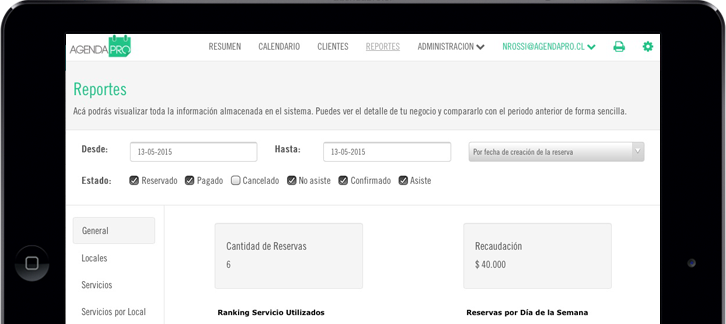 AGENDA PRO
RESUMEN CALENDARIO CLIENTES REPORTES ADMINISTRACION NROSSI@AGENDAPRO.CL
Reportes
Acá podrás visualizar toda la información almacenada en el sistema. Puedes ver el detalle de tu negocio y compararlo con el periodo anterior de forma sencilla.
Desde: 13-05-2015 Hasta: 13-05-2015 Por fecha de creación de la reserva
Estado: Reservado Pagado Cancelado No asiste Confirmado Asiste
General
Locales
Servicios
Servicios por Local
Cantidad de Reservas
6
Recaudación
$ 40.000
Ranking Servicio Utilizados
Reservas por Día de la Semana